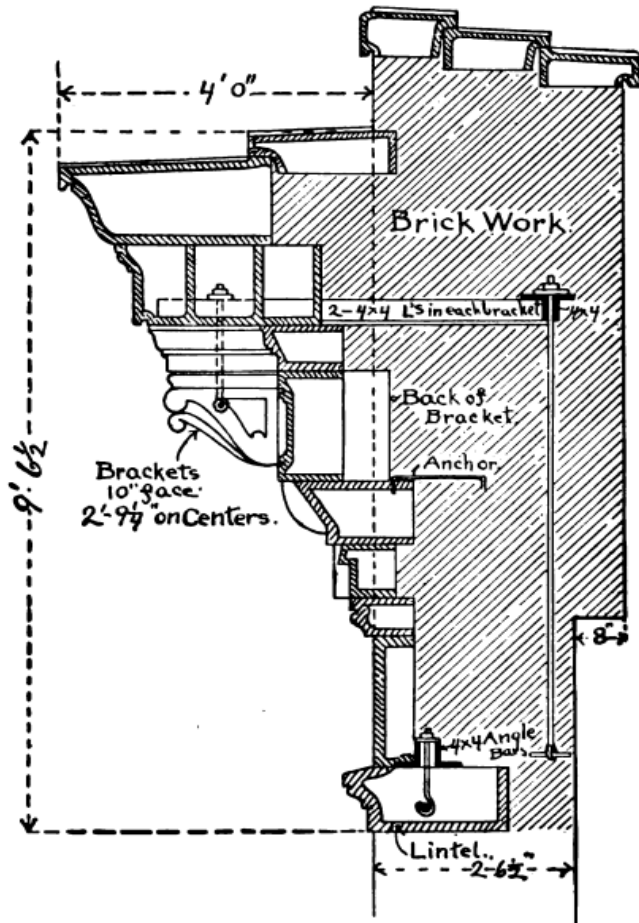 4' 0"
Brick Work.
2-4x4 L's in each bracket
4x4
Back of
Bracket.
Anchor.
9' 6½"
Brackets
10" face.
2'-9¼" on Centers.
8"
4x4 Angle
Bars
Lintel.
2-6½"